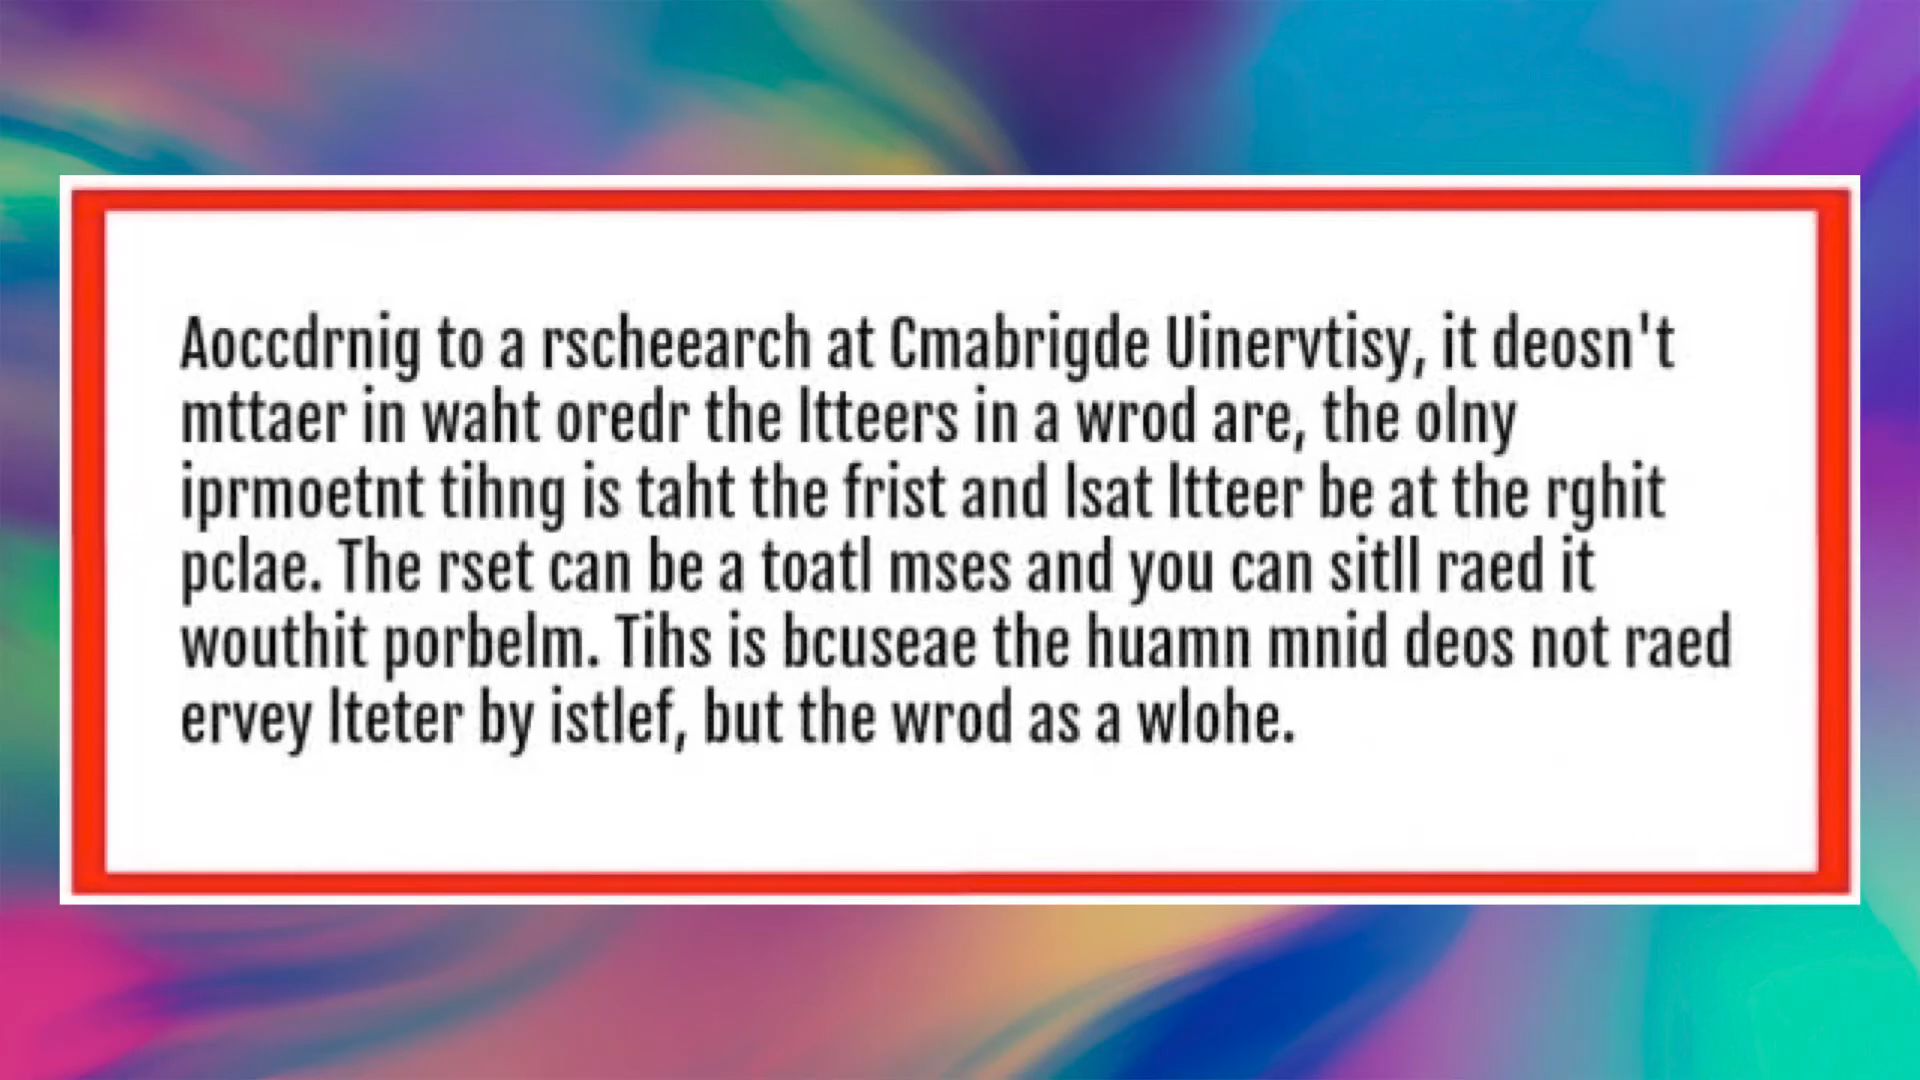 Aoccdrnig to a rscheearch at Cmabrigde Uinervtisy, it deosn't
mttaer in waht oredr the ltteers in a wrod are, the olny
iprmoetnt tihng is taht the frist and lsat ltteer be at the rghit
pclae. The rset can be a toatl mses and you can sitll raed it
wouthit porbelm. Tihs is bcuseae the huamn mnid deos not raed
ervey lteter by istlef, but the wrod as a wlohe.